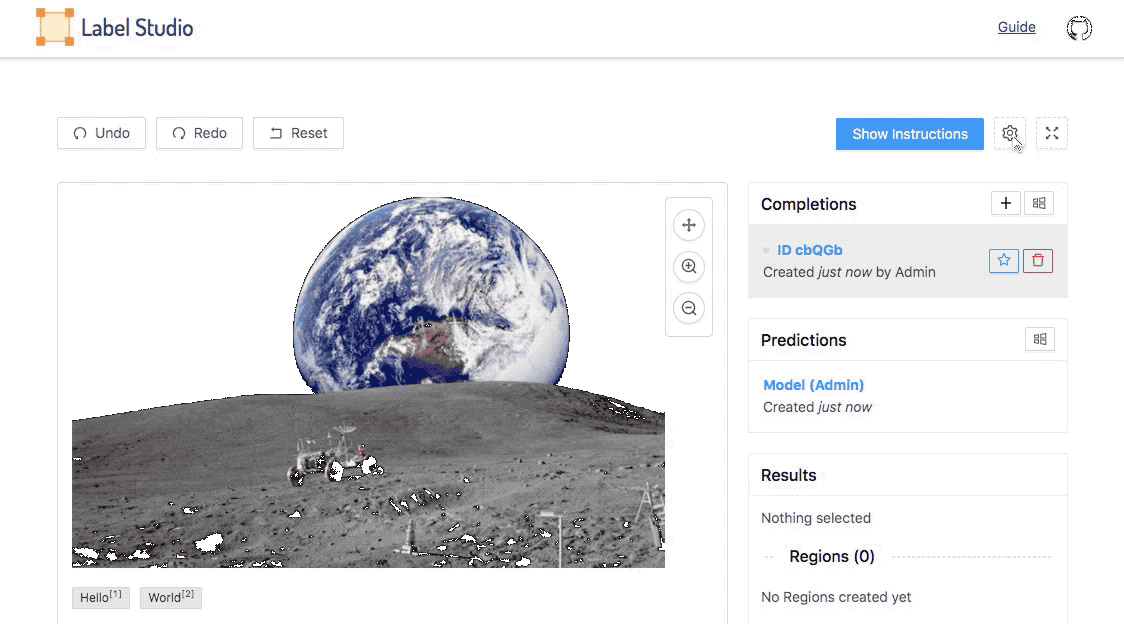 Label Studio
Guide
Undo
Redo
Reset
Show Instructions
Completions
ID cbQGb
Created just now by Admin
Predictions
Model (Admin)
Created just now
Results
Nothing selected
Regions (0)
No Regions created yet
Hello[1]
World[2]